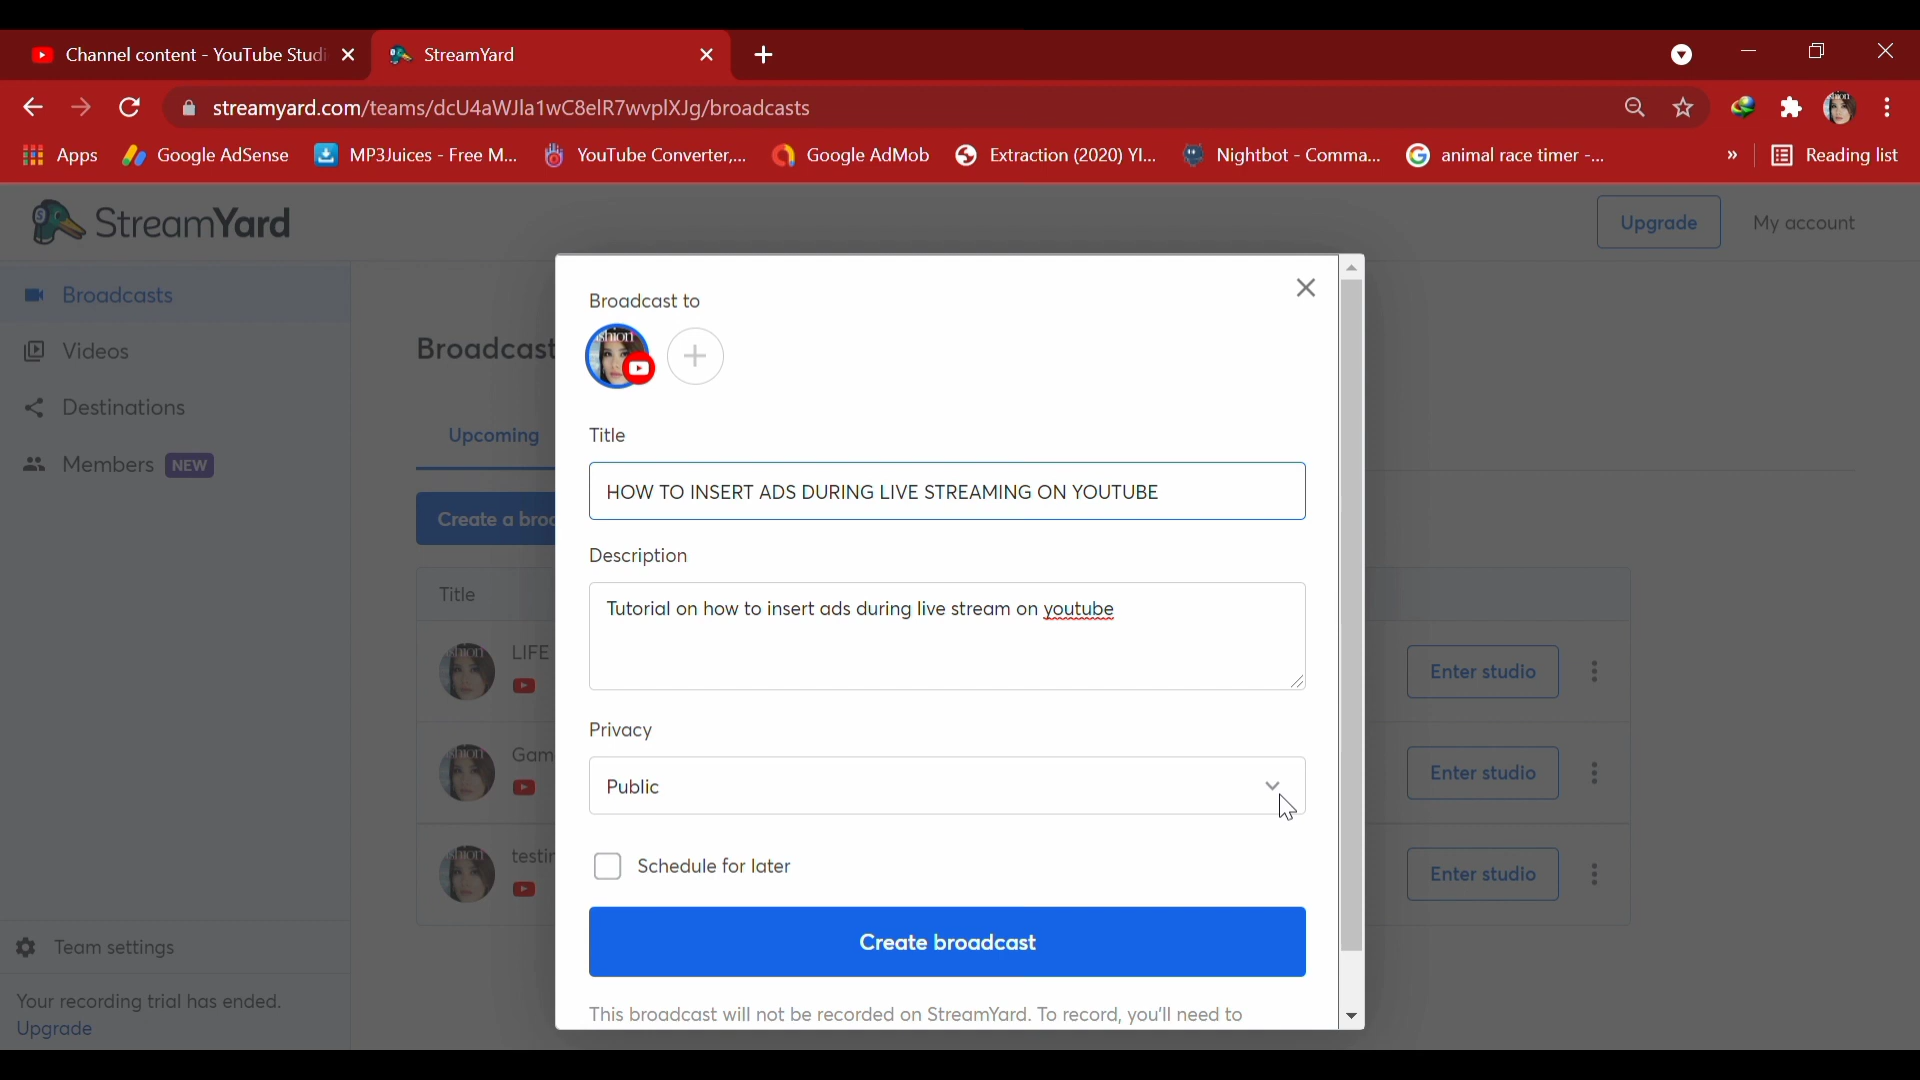 Channel content - YouTube Studi
StreamYard
streamyard.com/teams/dcU4aWJla1wC8elR7wvplXJg/broadcasts
Apps
Google AdSense
MP3Juices - Free M...
YouTube Converter,...
Google AdMob
Extraction (2020) YI...
Nightbot - Comma...
animal race timer -...
»
Reading list
StreamYard
Upgrade
My account
Broadcasts
Videos
Destinations
Members NEW
Broadcast
Upcoming
Create a broa
Title
LIFE
Gam
testin
Enter studio
Enter studio
Enter studio
Team settings
Your recording trial has ended.
Upgrade
Broadcast to
shion
Title
HOW TO INSERT ADS DURING LIVE STREAMING ON YOUTUBE
Description
Tutorial on how to insert ads during live stream on youtube
Privacy
Public
Schedule for later
Create broadcast
This broadcast will not be recorded on StreamYard. To record, you'll need to